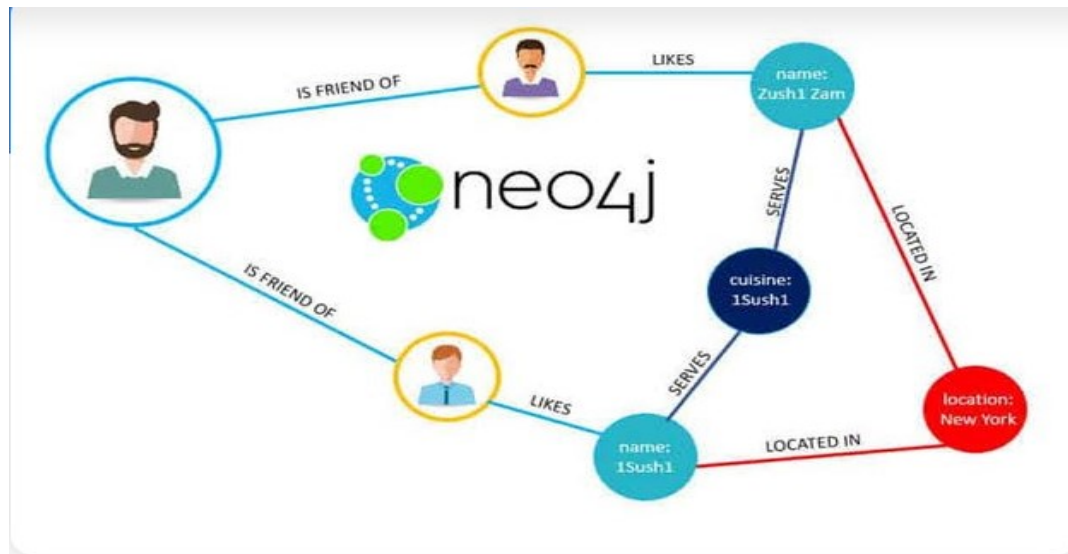 IS FRIEND OF
LIKES
name:
Zush1 Zam
neo4j
SERVES
LOCATED IN
cuisine:
1Sush1
IS FRIEND OF
SERVES
LIKES
name:
1Sush1
LOCATED IN
location:
New York